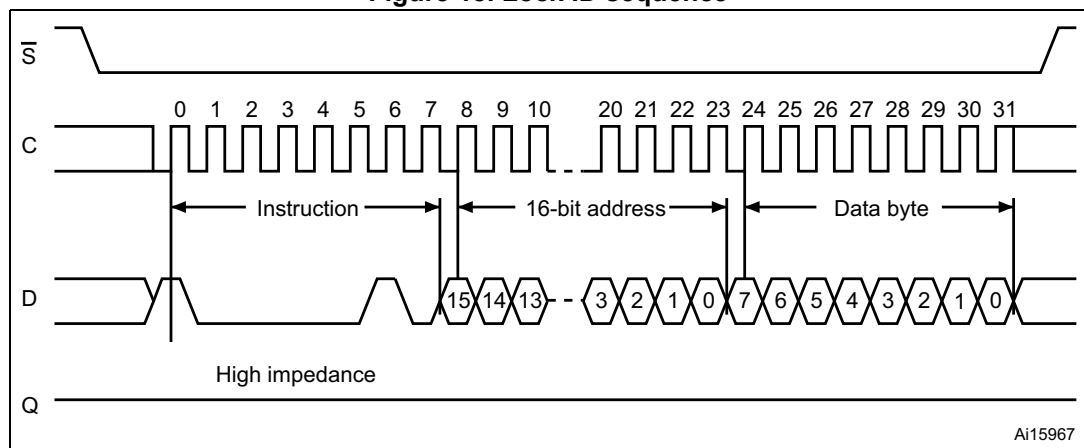 Figure 18. Lock ID sequence
S
0 1 2 3 4 5 6 7 8 9 10 20 21 22 23 24 25 26 27 28 29 30 31
C
Instruction 16-bit address Data byte
D 15 14 13 3 2 1 0 7 6 5 4 3 2 1 0
High impedance
Q
Ai15967